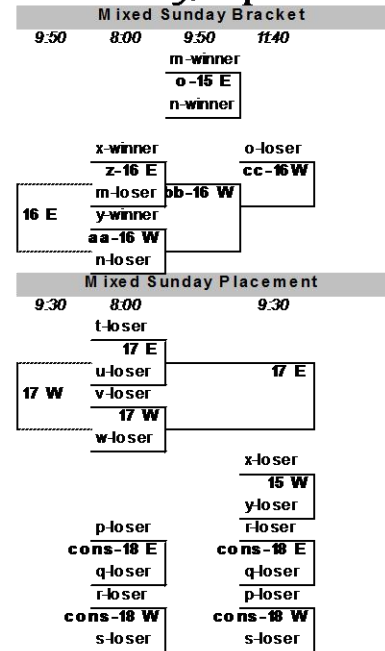 Mixed Sunday Bracket
9:50 8:00 9:50 11:40
m-winner
o-15 E
n-winner
x-winner o-loser
z-16 E cc-16 W
m-loser bb-16 W
16 E y-winner
aa-16 W
n-loser
Mixed Sunday Placement
9:30 8:00 9:30
t-loser
17 E
u-loser 17 E
17 W v-loser
17 W
w-loser
x-loser
15 W
y-loser
p-loser r-loser
cons-18 E cons-18 E
q-loser q-loser
r-loser p-loser
cons-18 W cons-18 W
s-loser s-loser